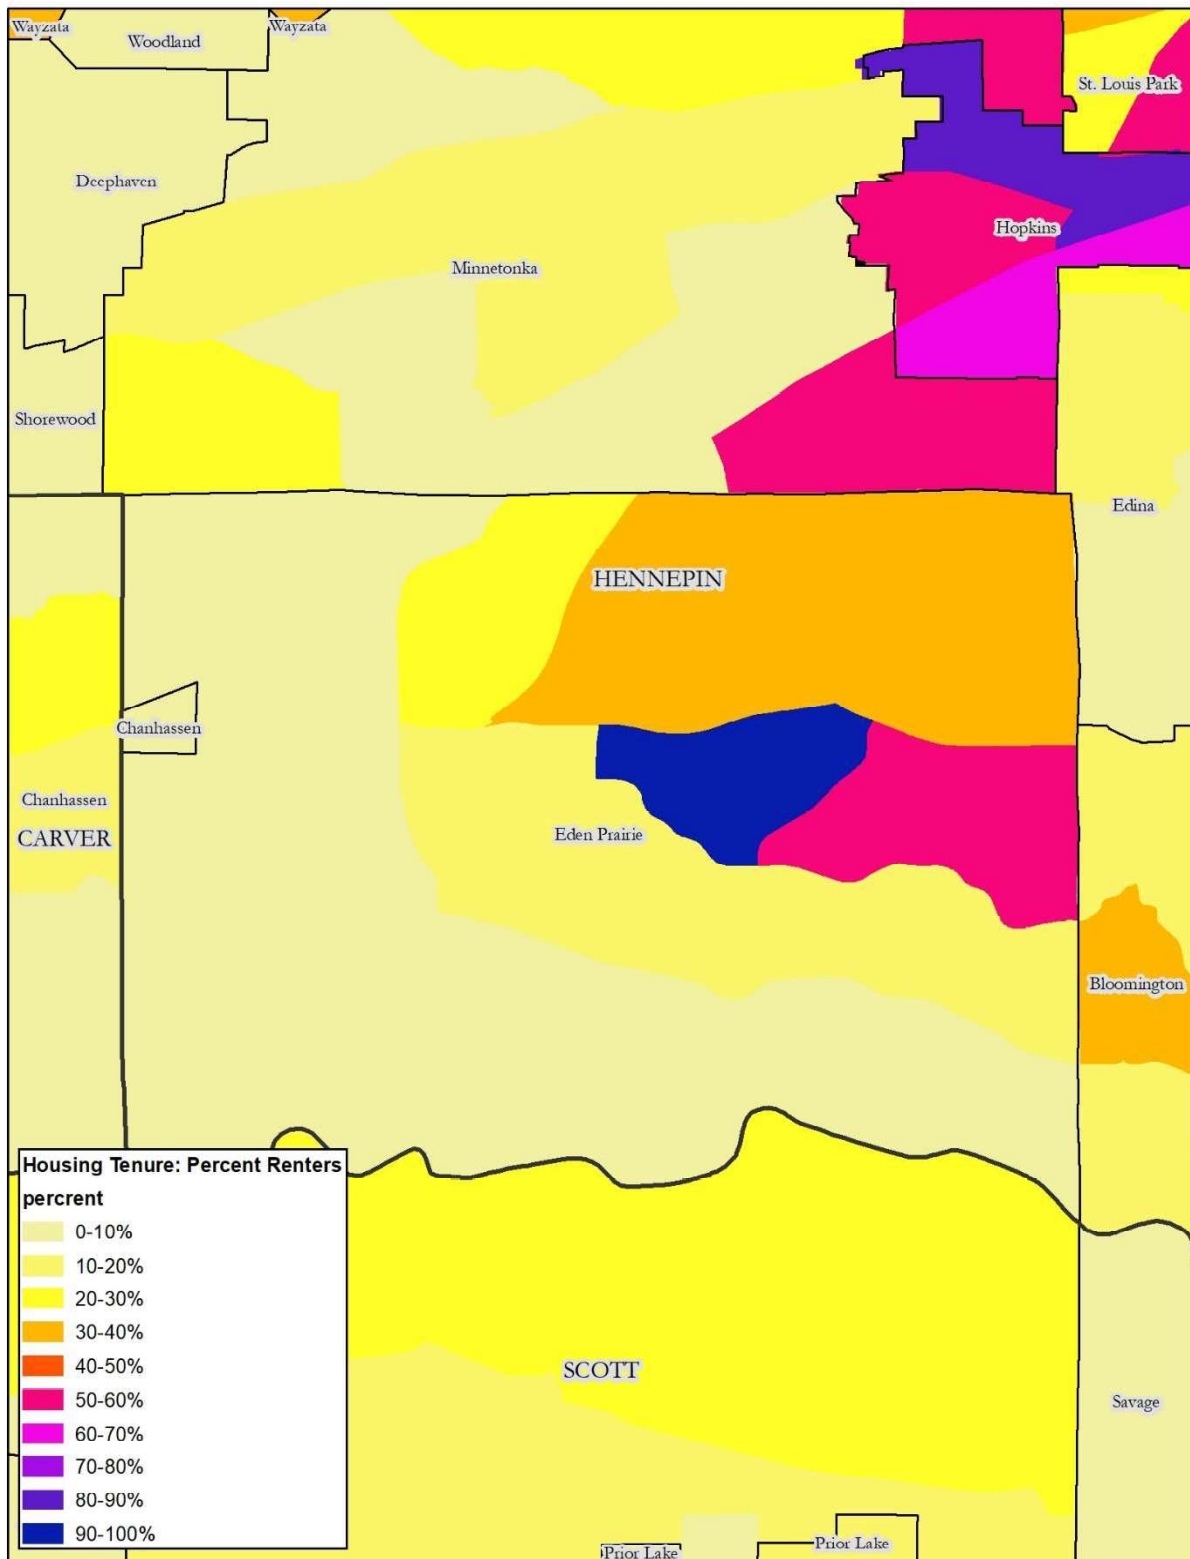 Wayzata
Wayzata
Woodland
St. Louis Park
Deephaven
Hopkins
Minnetonka
Shorewood
Edina
HENNEPIN
Chanhassen
Chanhassen
Eden Prairie
CARVER
Bloomington
Housing Tenure: Percent Renters
percrent
0-10%
10-20%
20-30%
30-40%
40-50%
50-60%
60-70%
70-80%
80-90%
90-100%
SCOTT
Savage
Prior Lake
Prior Lake